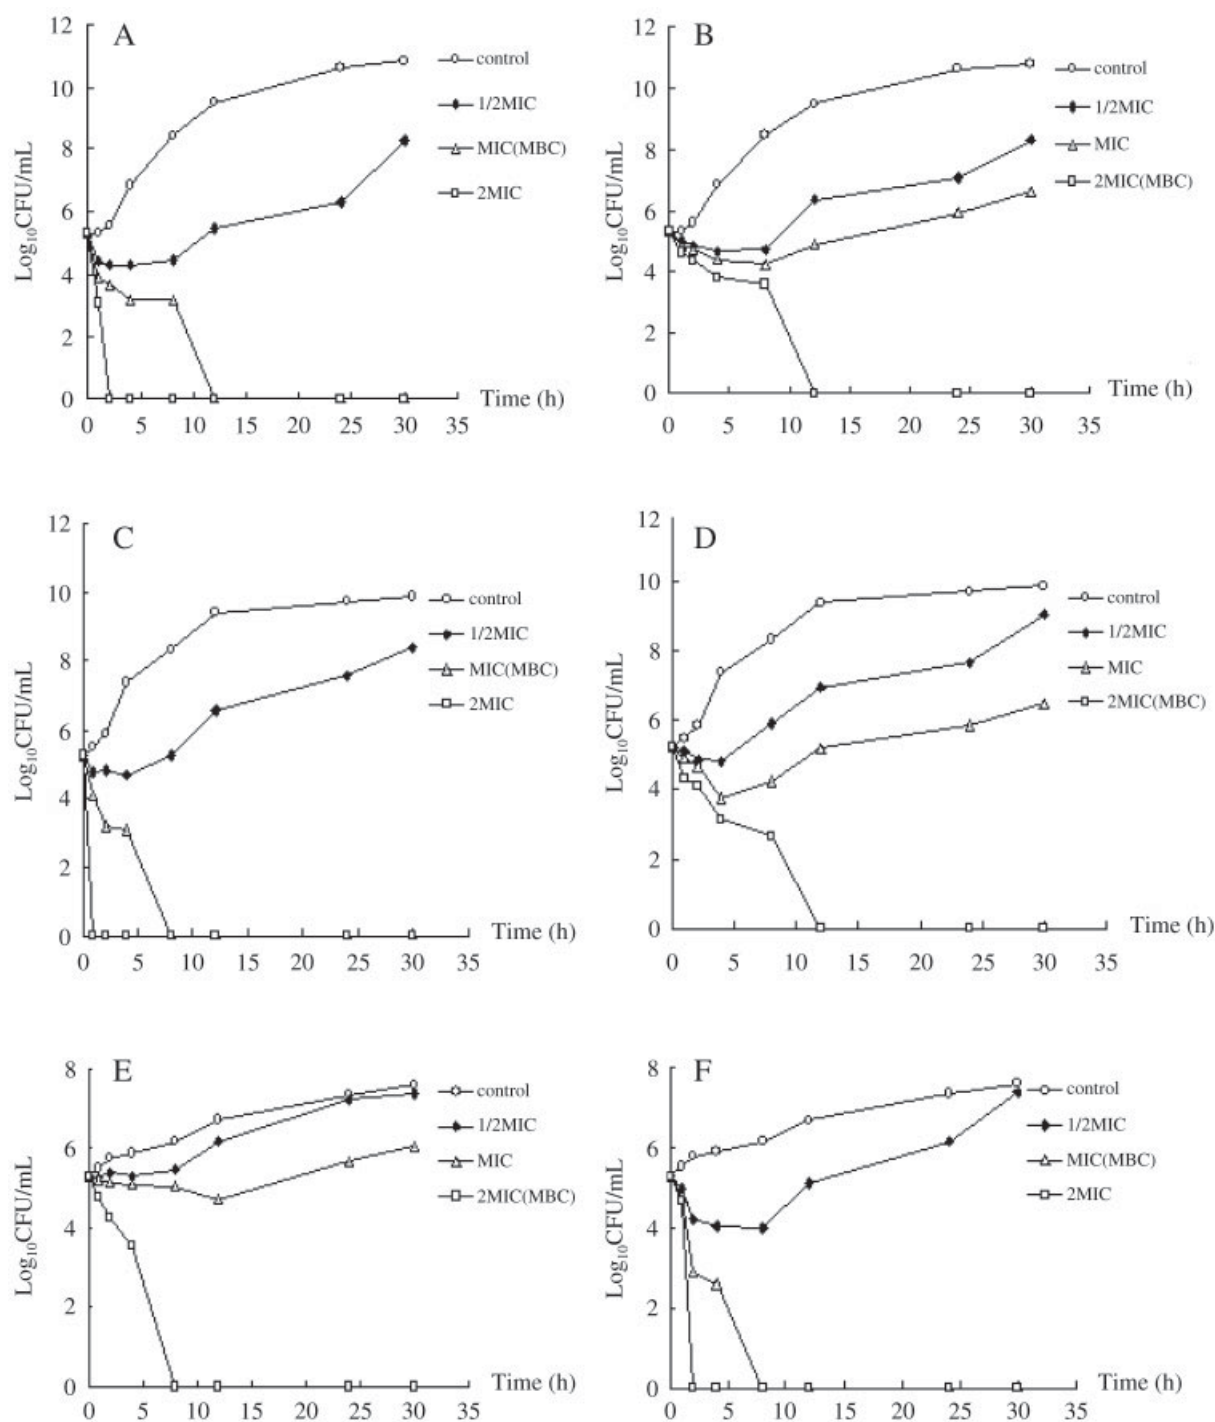 A
12
10
8
6
4
2
0
Log₁₀CFU/mL
control
1/2MIC
MIC(MBC)
2MIC
Time (h)
0 5 10 15 20 25 30 35
B
12
10
8
6
4
2
0
Log₁₀CFU/mL
control
1/2MIC
MIC
2MIC(MBC)
Time (h)
0 5 10 15 20 25 30 35
C
12
10
8
6
4
2
0
Log₁₀CFU/mL
control
1/2MIC
MIC(MBC)
2MIC
Time (h)
0 5 10 15 20 25 30 35
D
12
10
8
6
4
2
0
Log₁₀CFU/mL
control
1/2MIC
MIC
2MIC(MBC)
Time (h)
0 5 10 15 20 25 30 35
E
8
6
4
2
0
Log₁₀CFU/mL
control
1/2MIC
MIC
2MIC(MBC)
Time (h)
0 5 10 15 20 25 30 35
F
8
6
4
2
0
Log₁₀CFU/mL
control
1/2MIC
MIC(MBC)
2MIC
Time (h)
0 5 10 15 20 25 30 35